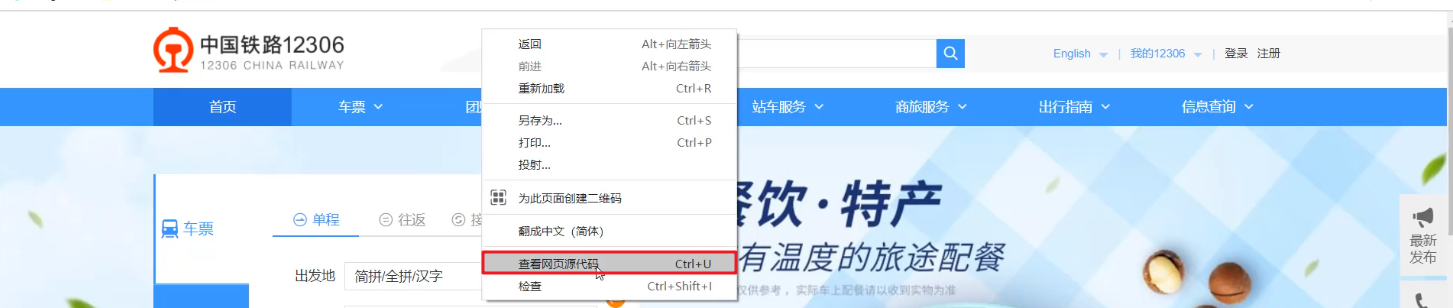 中国铁路12306
12306 CHINA RAILWAY
English | 我的12306 | 登录 注册
首页 车票 团 站车服务 商旅服务 出行指南 信息查询
返回 Alt+向左箭头
前进 Alt+向右箭头
重新加载 Ctrl+R
另存为... Ctrl+S
打印... Ctrl+P
投射...
为此页面创建二维码
翻成中文（简体）
查看网页源代码 Ctrl+U
检查 Ctrl+Shift+I
车票
单程 往返 接
出发地 简拼/全拼/汉字
餐饮·特产
有温度的旅途配餐
仅供参考，实际车上配餐请以收到实物为准
最新
发布